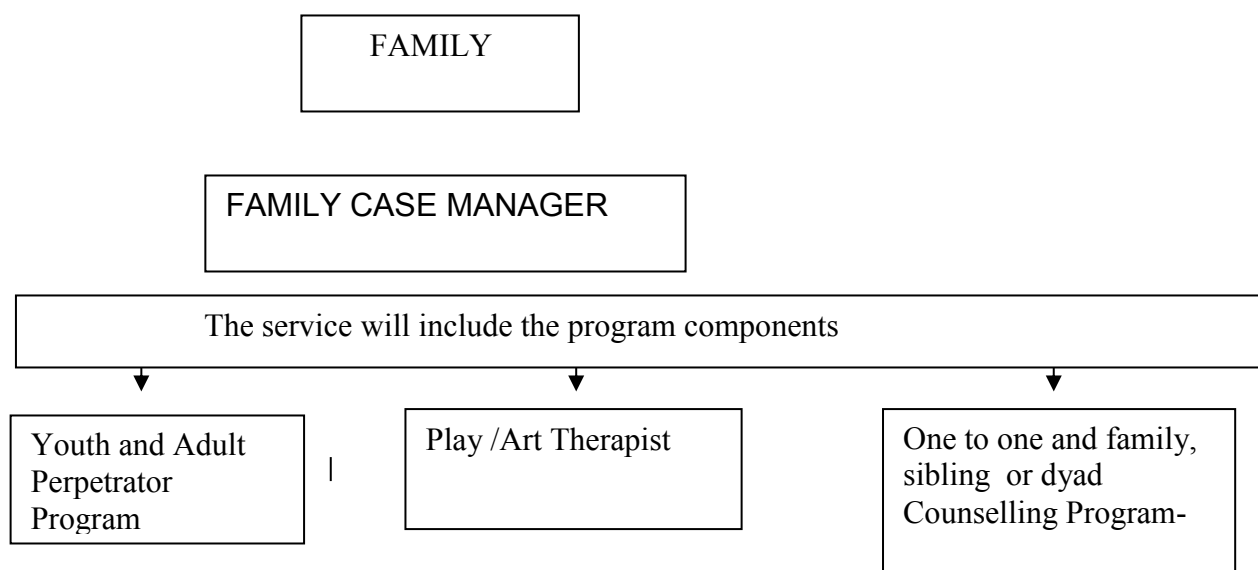 FAMILY
FAMILY CASE MANAGER
The service will include the program components
Youth and Adult
Perpetrator
Program
|
Play /Art Therapist
One to one and family,
sibling  or dyad
Counselling Program-